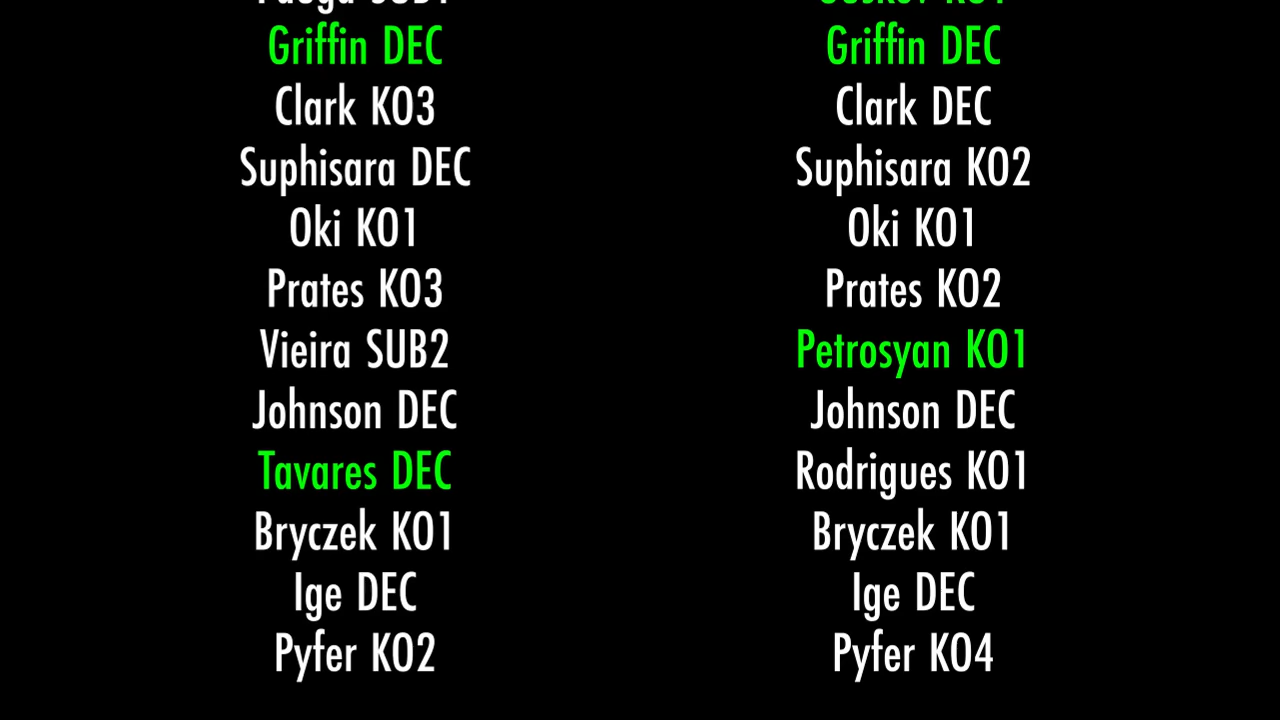 Griffin DEC Griffin DEC
Clark KO3 Clark DEC
Suphisara DEC Suphisara KO2
Oki KO1 Oki KO1
Prates KO3 Prates KO2
Vieira SUB2 Petrosyan KO1
Johnson DEC Johnson DEC
Tavares DEC Rodrigues KO1
Bryczek KO1 Bryczek KO1
Ige DEC Ige DEC
Pyfer KO2 Pyfer KO4